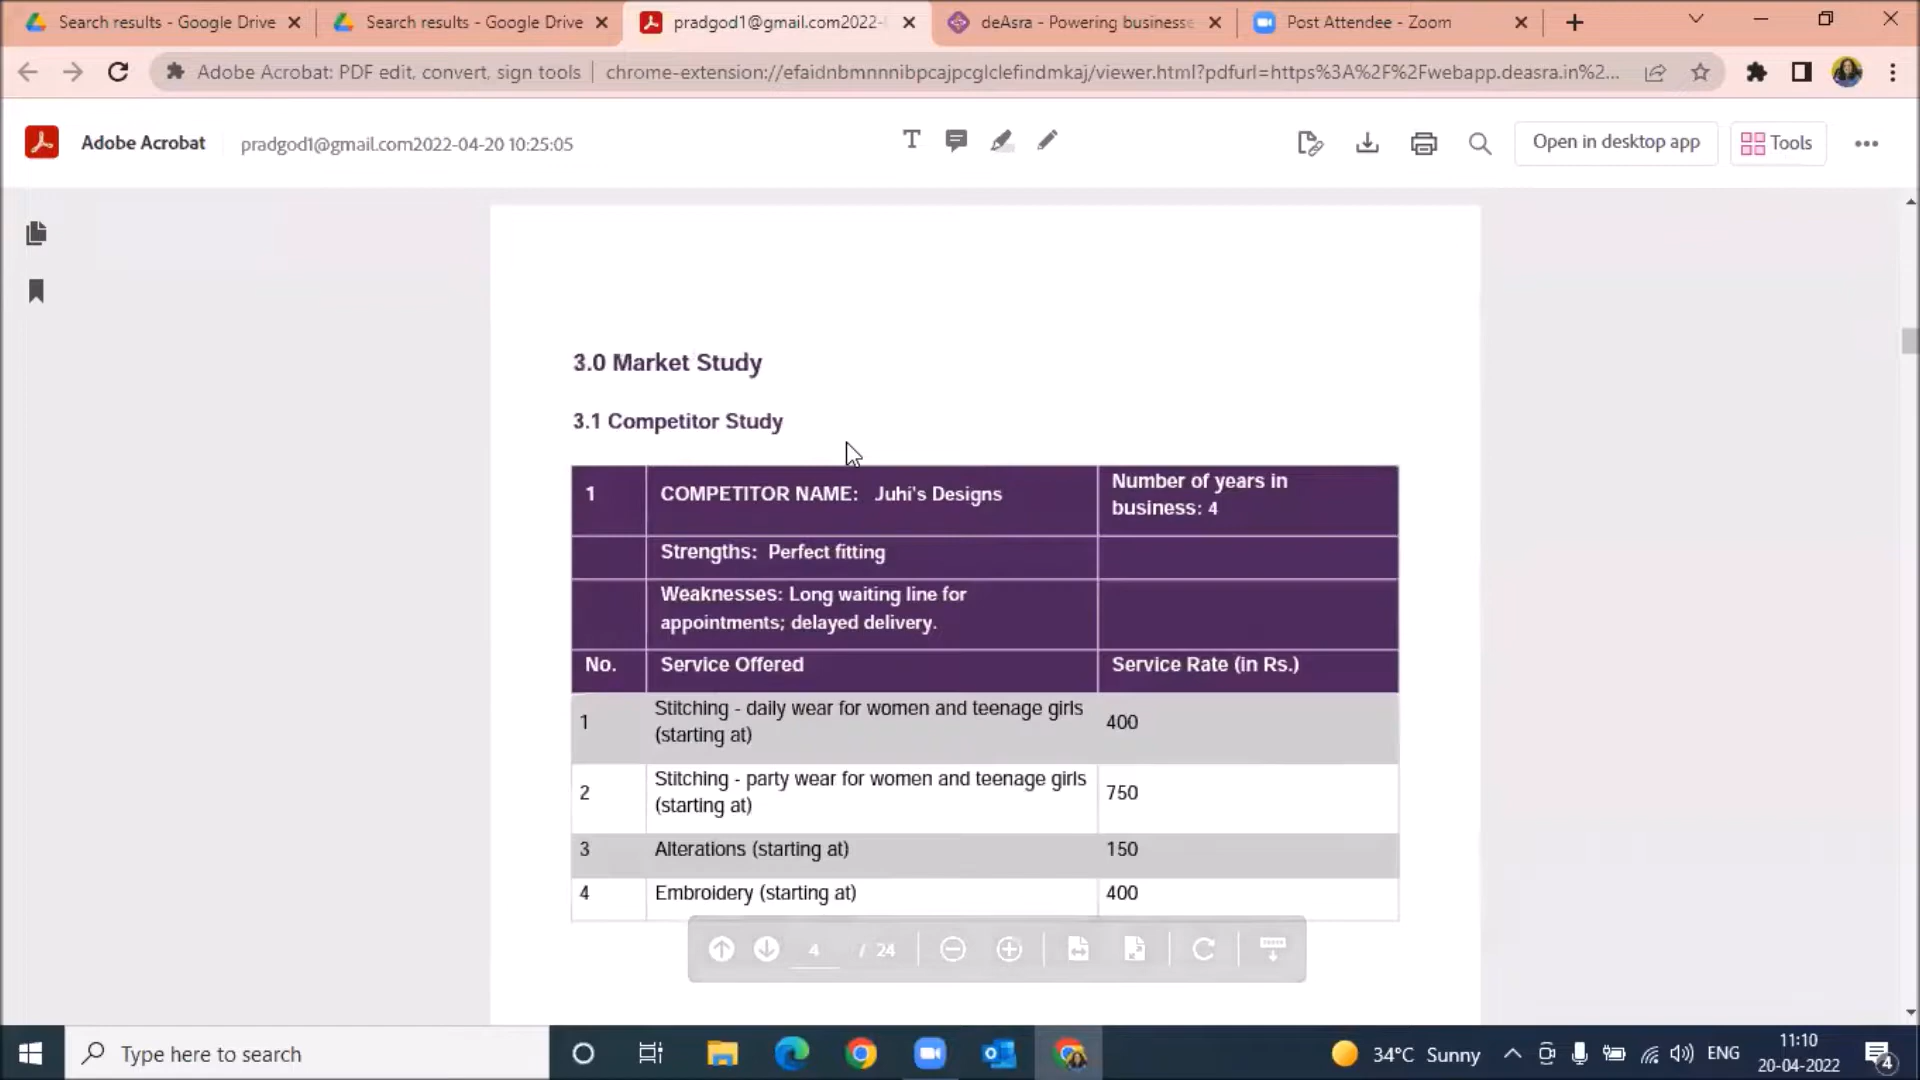 Search results - Google Drive
Search results - Google Drive
pradgod1@gmail.com2022-
deAsra - Powering businesse
Post Attendee - Zoom
Adobe Acrobat: PDF edit, convert, sign tools
chrome-extension://efaidnbmnnnibpcajpcglclefindmkaj/viewer.html?pdfurl=https%3A%2F%2Fwebapp.deasra.in%2...
Adobe Acrobat
pradgod1@gmail.com2022-04-20 10:25:05
T
Open in desktop app
Tools
3.0 Market Study
3.1 Competitor Study
1
COMPETITOR NAME: Juhi's Designs
Number of years in
business: 4
Strengths: Perfect fitting
Weaknesses: Long waiting line for
appointments; delayed delivery.
No.
Service Offered
Service Rate (in Rs.)
1
Stitching - daily wear for women and teenage girls
(starting at)
400
2
Stitching - party wear for women and teenage girls
(starting at)
750
3
Alterations (starting at)
150
4
Embroidery (starting at)
400
4 / 24
Type here to search
34°C Sunny
ENG
11:10
20-04-2022
4